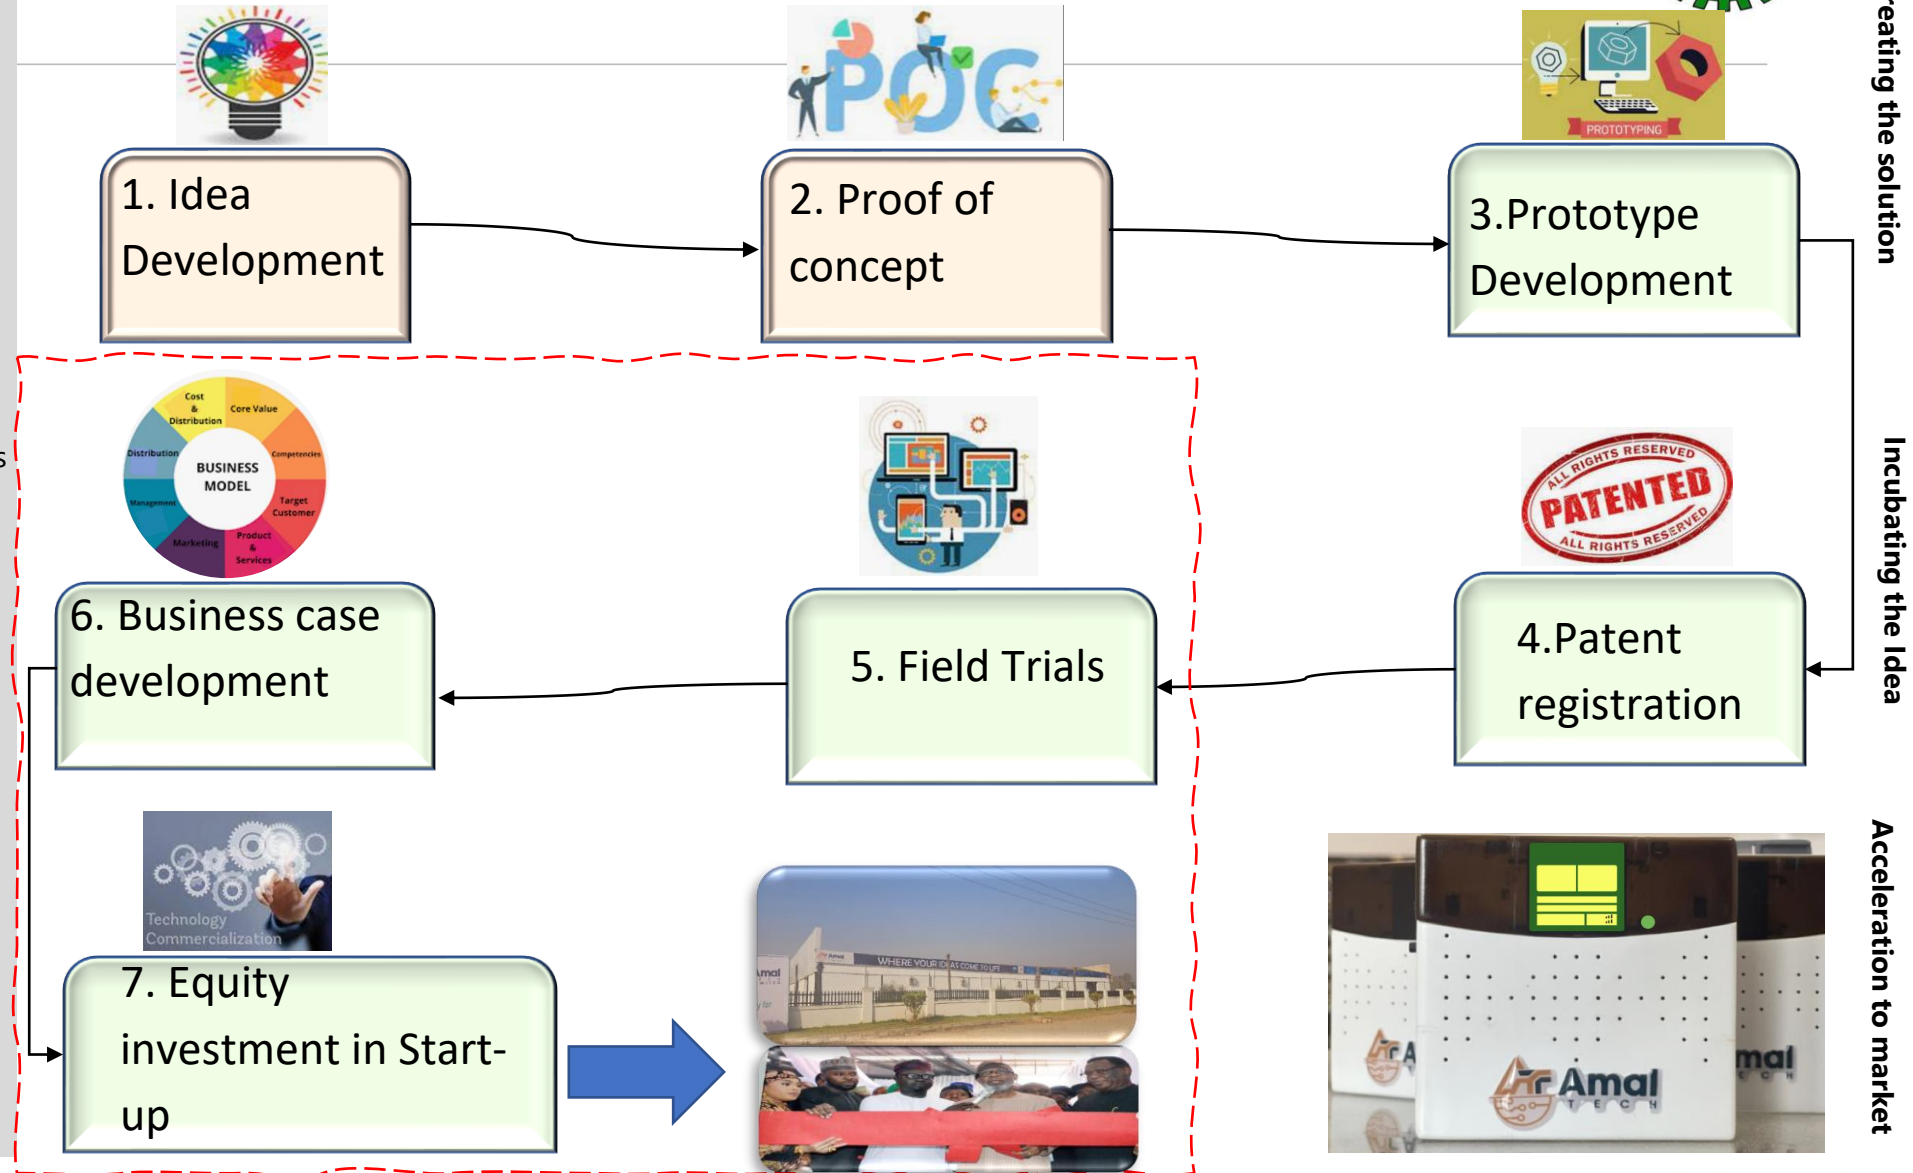 POC
PROTOTYPING
1. Idea
Development
2. Proof of
concept
3.Prototype
Development
reating the solution
Cost
&
Distribution
Core Value
Distribution
Competencies
BUSINESS
MODEL
Management
Target
Customer
Marketing
Product
&
Services
s
ALL RIGHTS RESERVED
PATENTED
ALL RIGHTS RESERVED
Incubating the Idea
6. Business case
development
5. Field Trials
4.Patent
registration
Technology
Commercialization
7. Equity
investment in Start-
up
Amal
WHERE YOUR IDEAS COME TO LIFE
Amal
TECH
mal
Acceleration to market